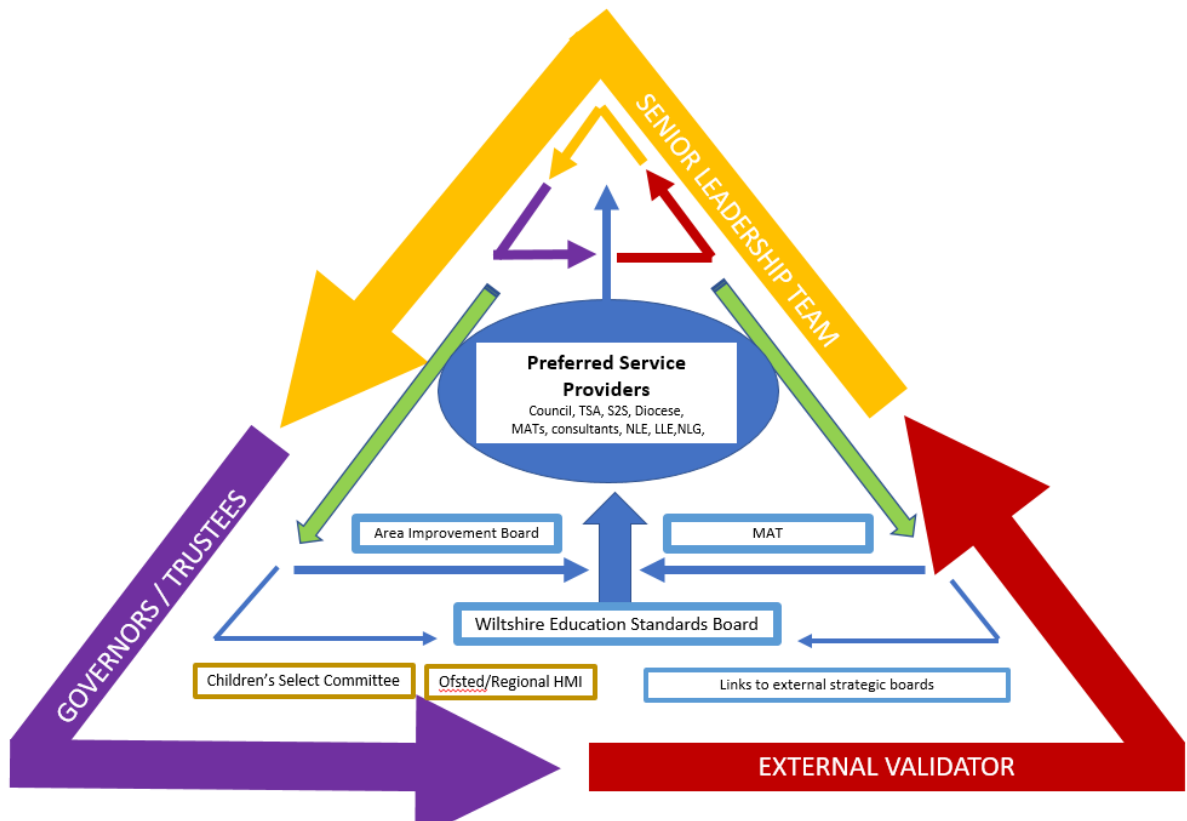 SENIOR LEADERSHIP TEAM
Preferred Service
Providers
Council, TSA, S2S, Diocese,
MATs, consultants, NLE, LLE,NLG,
Area Improvement Board
MAT
Wiltshire Education Standards Board
GOVERNORS / TRUSTEES
Children's Select Committee
Ofsted/Regional HMI
Links to external strategic boards
EXTERNAL VALIDATOR